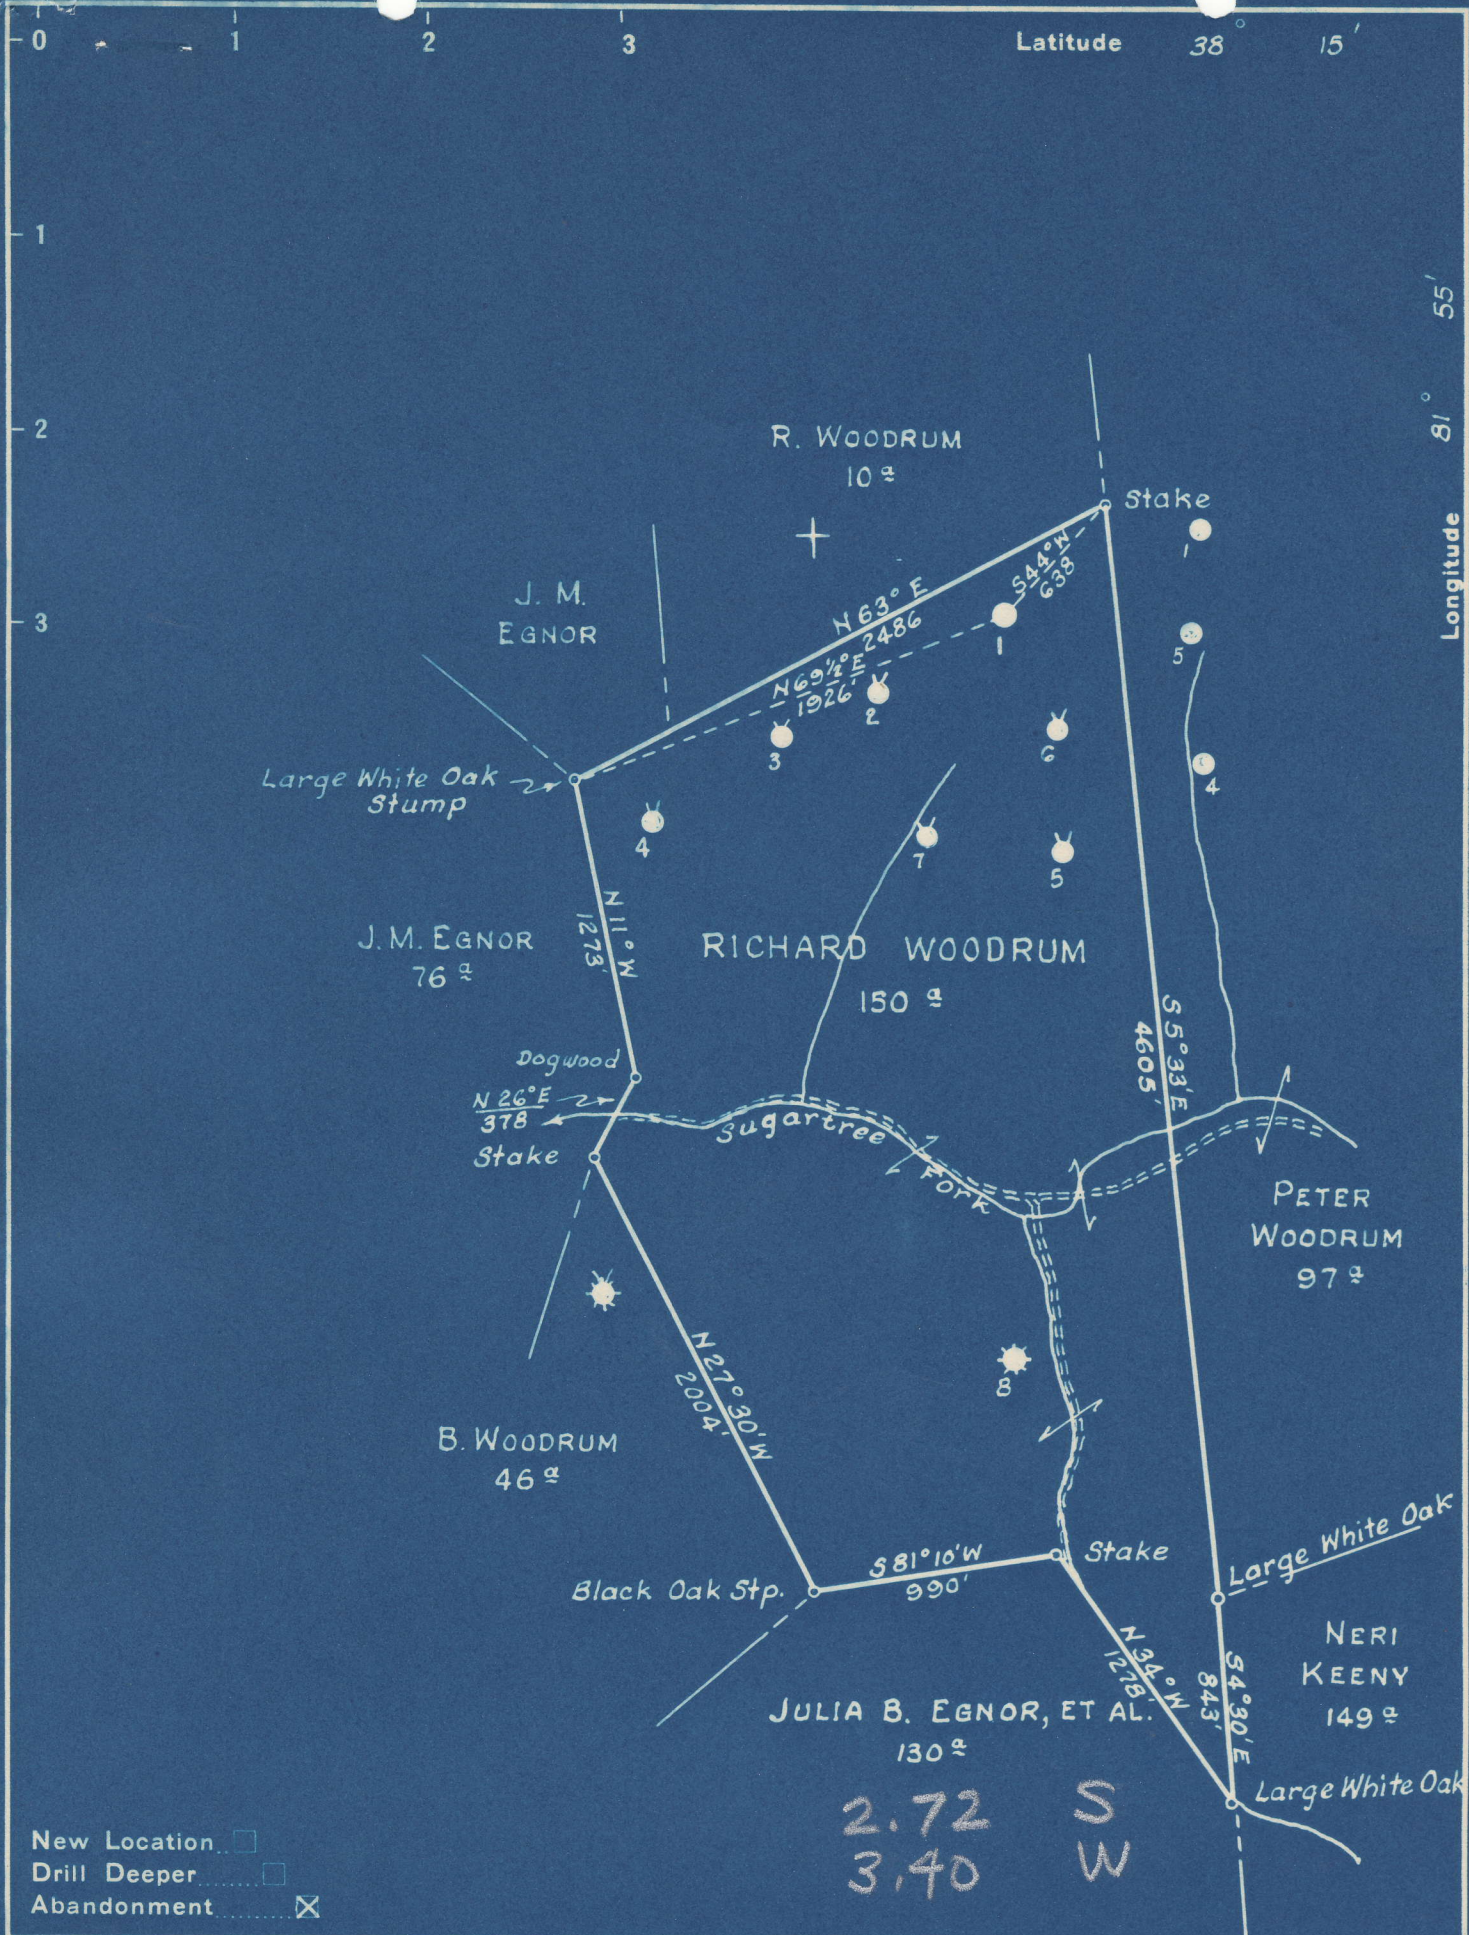 0 1 2 3 Latitude 38° 15'
1
2
3
Longitude 81° 55'
R. WOODRUM
10 a
Stake
1
S 44° W
638
N 63° E
2486
N 69½° E
1926'
J. M.
EGNOR
1
5
2
3
6
4
Large White Oak
Stump
4
7
5
N 11° W
1273'
J. M. EGNOR
76 a
RICHARD WOODRUM
150 a
S 5° 33' E
4605'
Dogwood
N 26° E
378
Stake
Sugartree
Fork
PETER
WOODRUM
97 a
8
N 27° 30' W
2004'
B. WOODRUM
46 a
Large White Oak
S 81° 10' W
990'
Stake
Black Oak Stp.
NERI
KEENY
149 a
N 34° W
1278'
S 4° 30' E
843'
JULIA B. EGNOR, ET AL.
130 a
Large White Oak
2.72 S
3.40 W
New Location
Drill Deeper
Abandonment X